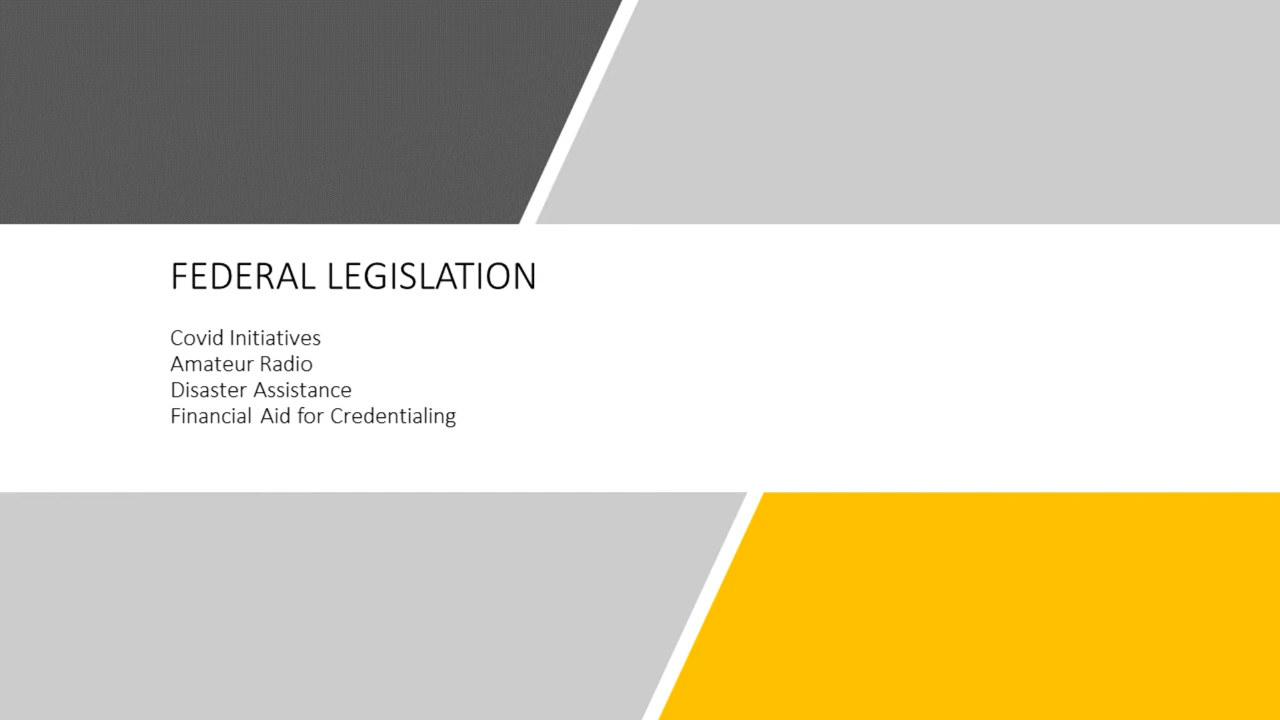 FEDERAL LEGISLATION
Covid Initiatives
Amateur Radio
Disaster Assistance
Financial Aid for Credentialing